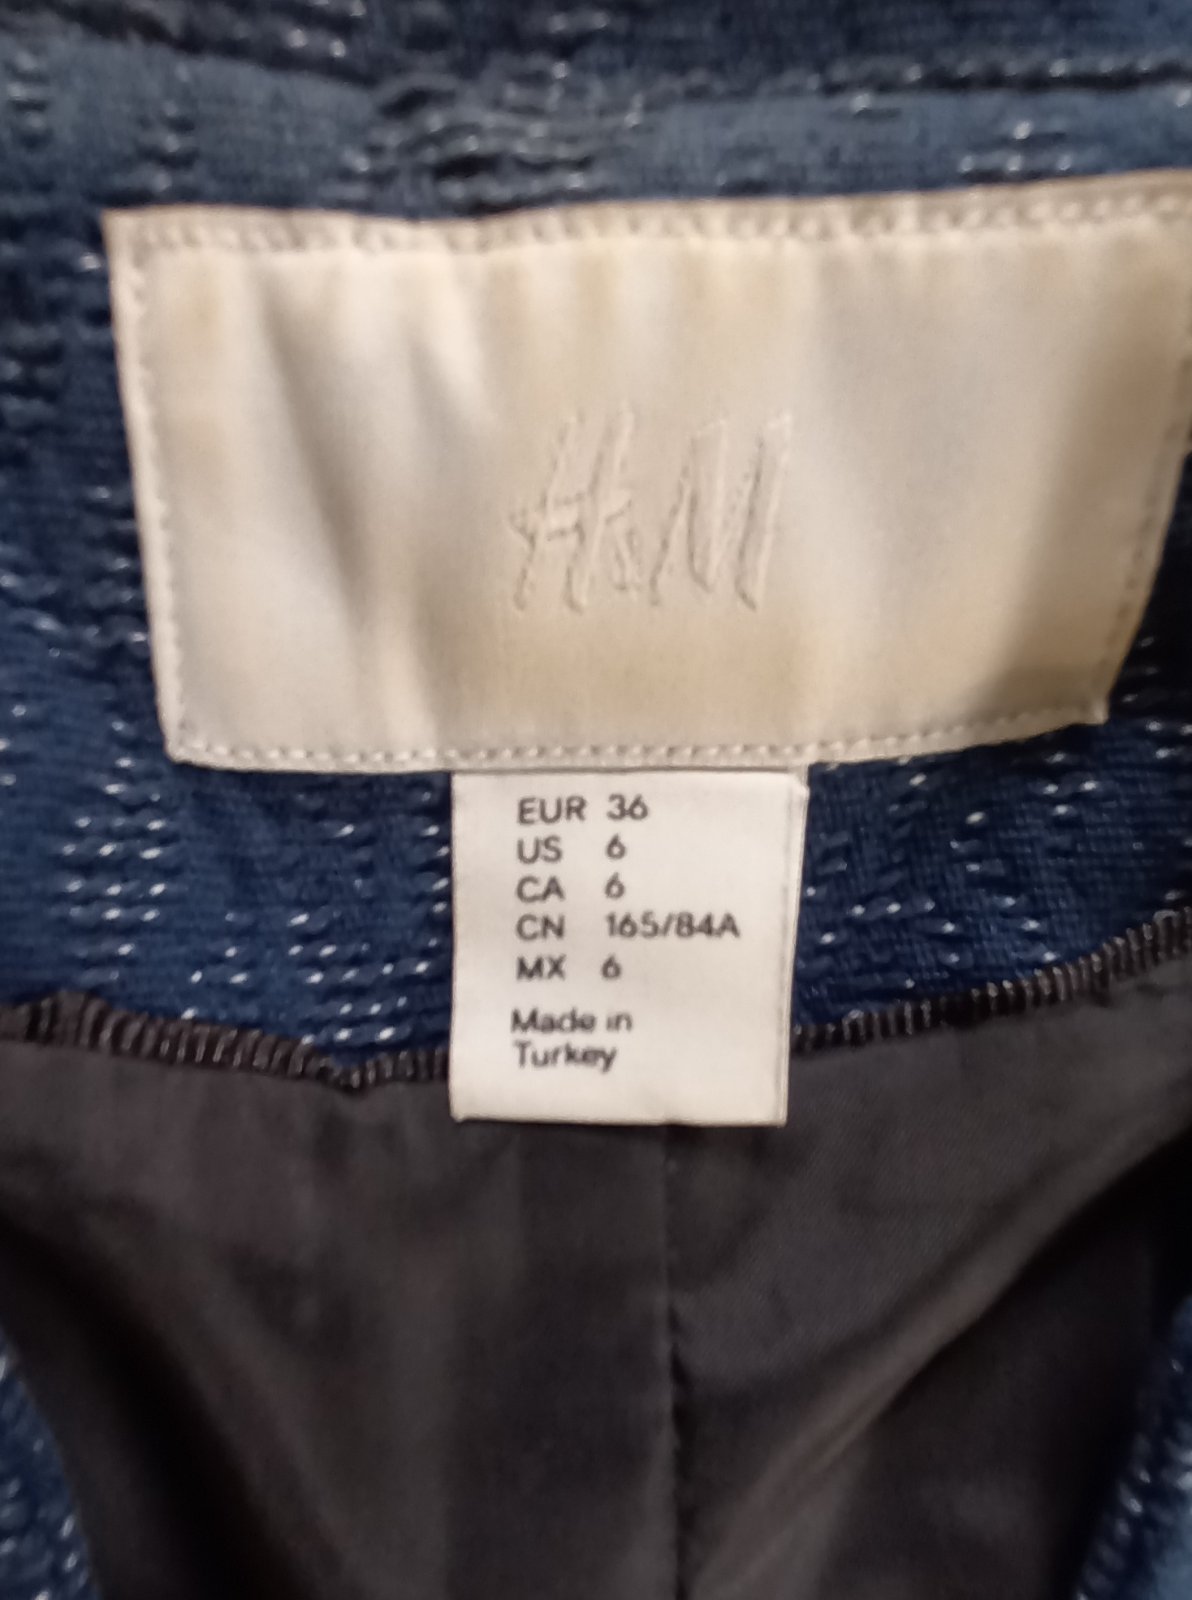 H&M
EUR 36
US 6
CA 6
CN 165/84A
MX 6
Made in
Turkey